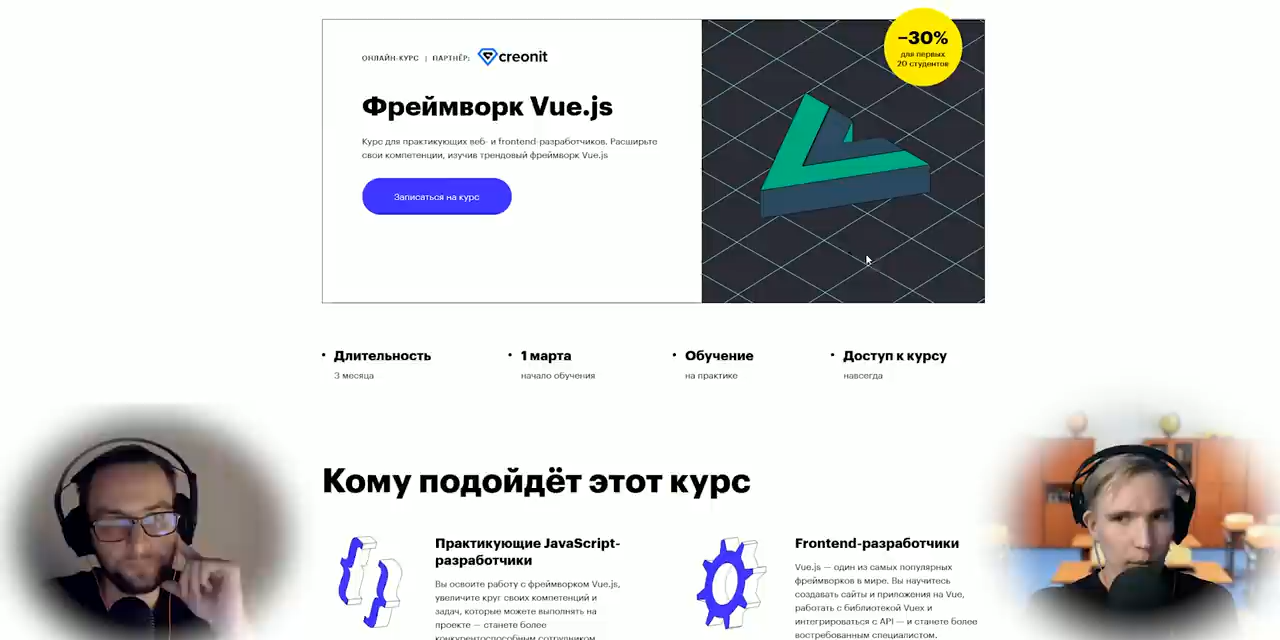 ОНЛАЙН-КУРС | ПАРТНЁР: creonit
−30%
для первых
20 студентов
Фреймворк Vue.js
Курс для практикующих веб- и frontend-разработчиков. Расширьте
свои компетенции, изучив трендовый фреймворк Vue.js
Записаться на курс
Длительность
3 месяца
1 марта
начало обучения
Обучение
на практике
Доступ к курсу
навсегда
Кому подойдёт этот курс
Практикующие JavaScript-
разработчики
Вы освоите работу с фреймворком Vue.js,
увеличите круг своих компетенций и
задач, которые можете выполнять на
проекте — станете более
конкурентоспособным сотрудником
Frontend-разработчики
Vue.js — один из самых популярных
фреймворков в мире. Вы научитесь
создавать сайты и приложения на Vue,
работать с библиотекой Vuex и
интегрироваться с API — и станете более
востребованным специалистом.